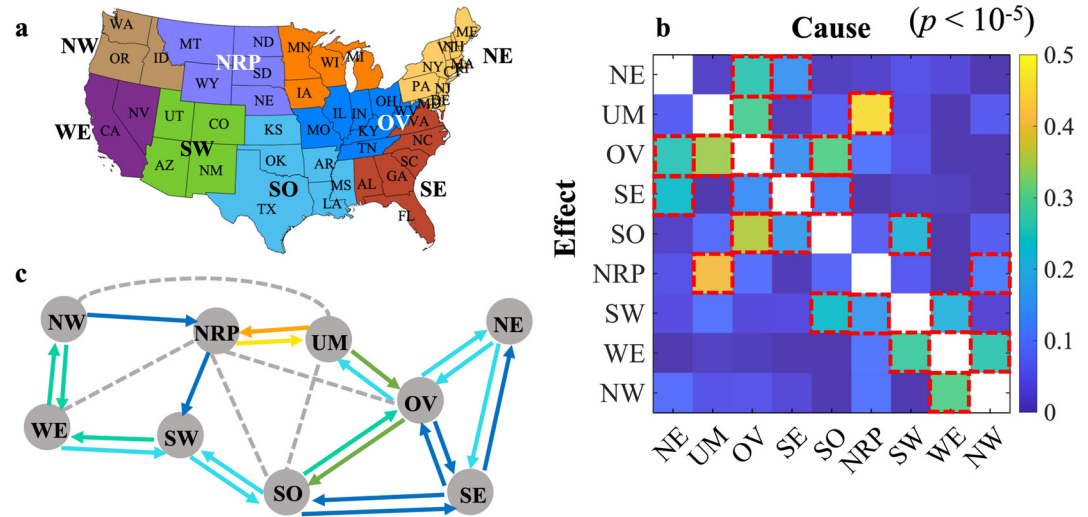 a
WA
NW
OR
ID
MT
ND
NRP
SD
WY
NE
MN
WI
MI
IA
ME
NH
MA
NY
NE
PA
NJ
DE
MD
WE
NV
CA
UT
CO
SW
AZ
NM
KS
OK
SO
TX
AR
MS
LA
MO
IL
IN
OH
WV
OV
VA
KY
TN
NC
SC
GA
AL
SE
FL
b
Cause
(p < 10⁻⁵)
Effect
NE
UM
OV
SE
SO
NRP
SW
WE
NW
NE
UM
OV
SE
SO
NRP
SW
WE
NW
0.5
0.4
0.3
0.2
0.1
0
c
NW
NRP
UM
NE
OV
WE
SW
SO
SE